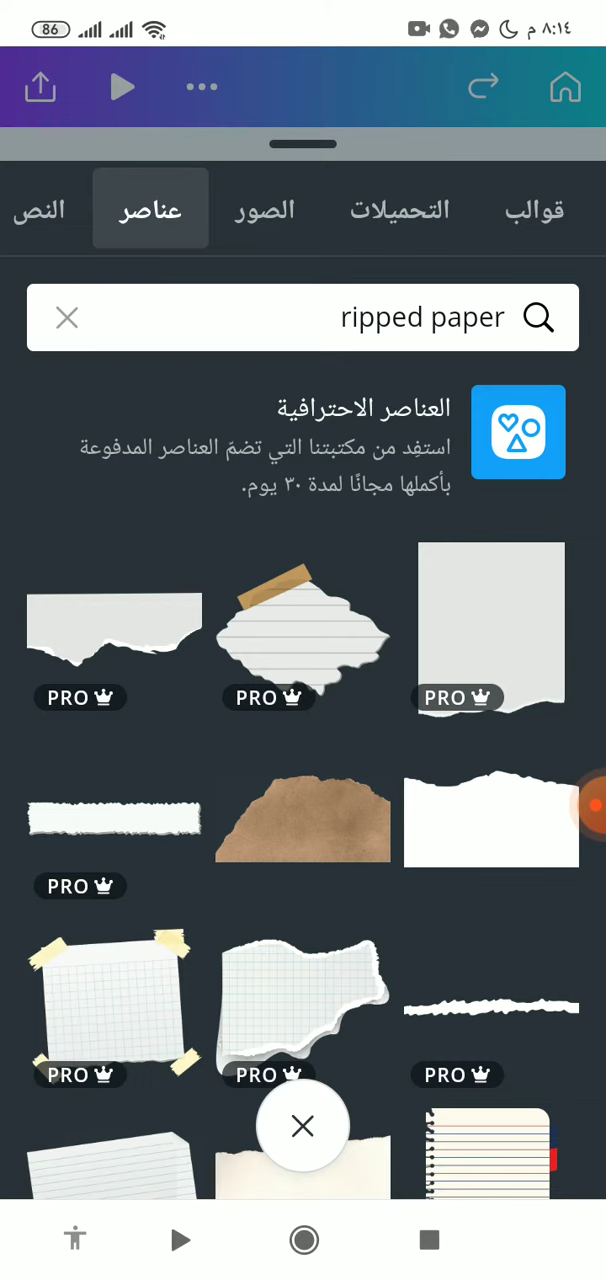 86
٨:١٤ م
قوالب
التحميلات
الصور
عناصر
النص
ripped paper
العناصر الاحترافية
استفِد من مكتبتنا التي تضمّ العناصر المدفوعة
بأكملها مجانًا لمدة ٣٠ يوم.
PRO
PRO
PRO
PRO
PRO
PRO
PRO